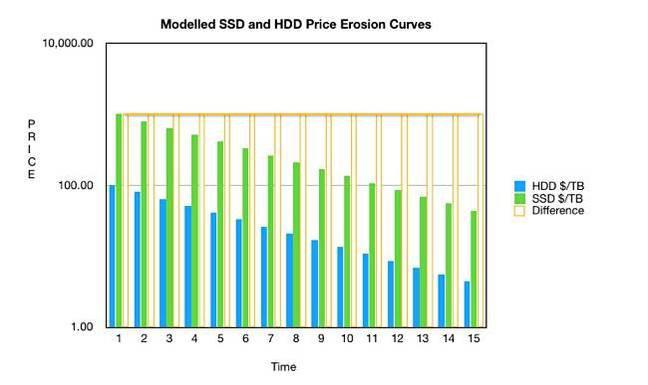 Modelled SSD and HDD Price Erosion Curves
10,000.00
P
R
I
C
E
100.00
1.00
1 2 3 4 5 6 7 8 9 10 11 12 13 14 15
Time
HDD $/TB
SSD $/TB
Difference